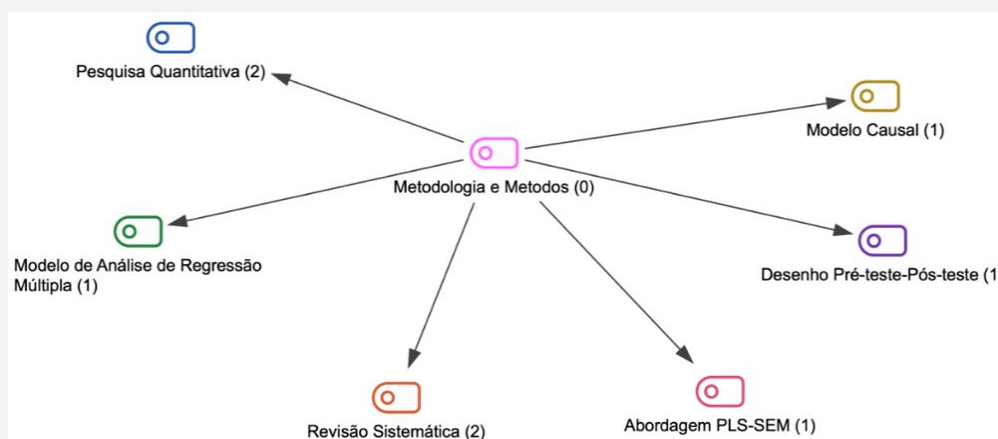 Pesquisa Quantitativa (2)
Modelo Causal (1)
Metodologia e Metodos (0)
Modelo de Análise de Regressão
Múltipla (1)
Desenho Pré-teste-Pós-teste (1
Revisão Sistemática (2)
Abordagem PLS-SEM (1)